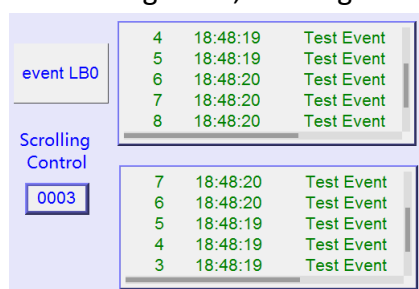 event LB0
4 18:48:19 Test Event
5 18:48:19 Test Event
6 18:48:20 Test Event
7 18:48:20 Test Event
8 18:48:20 Test Event
Scrolling
Control
0003
7 18:48:20 Test Event
6 18:48:20 Test Event
5 18:48:19 Test Event
4 18:48:19 Test Event
3 18:48:19 Test Event